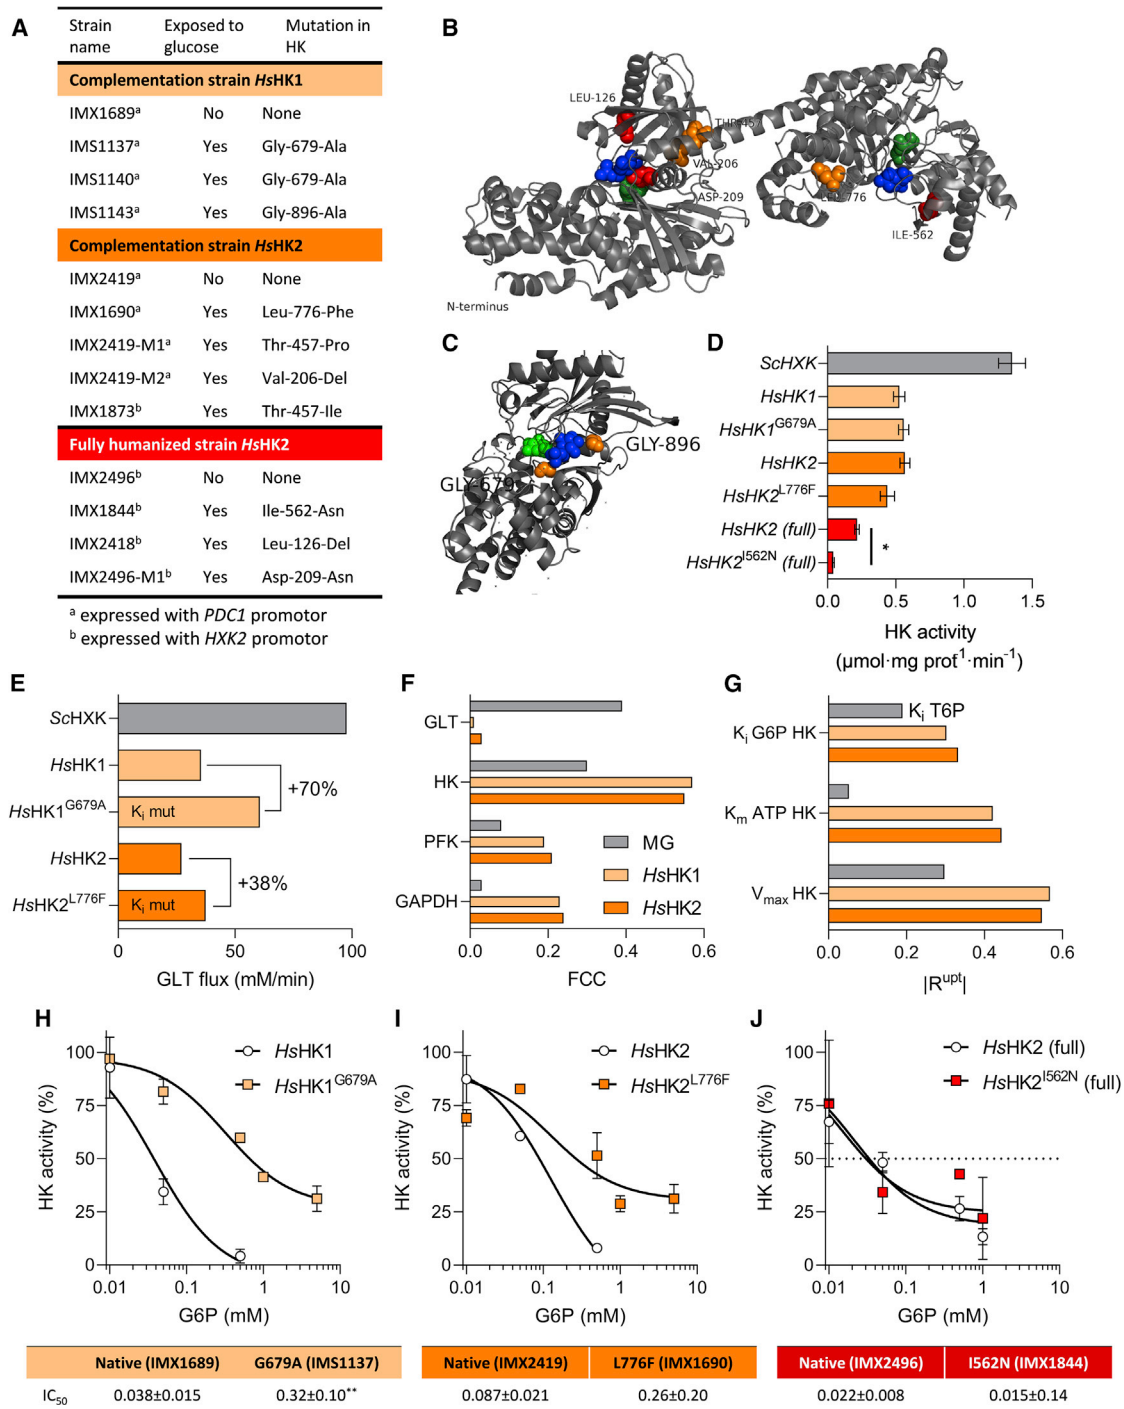 A
Strain name Exposed to glucose Mutation in HK
Complementation strain HsHK1
IMX1689a No None
IMS1137a Yes Gly-679-Ala
IMS1140a Yes Gly-679-Ala
IMS1143a Yes Gly-896-Ala
Complementation strain HsHK2
IMX2419a No None
IMX1690a Yes Leu-776-Phe
IMX2419-M1a Yes Thr-457-Pro
IMX2419-M2a Yes Val-206-Del
IMX1873b Yes Thr-457-Ile
Fully humanized strain HsHK2
IMX2496b No None
IMX1844b Yes Ile-562-Asn
IMX2418b Yes Leu-126-Del
IMX2496-M1b Yes Asp-209-Asn
a expressed with PDC1 promotor
b expressed with HXK2 promotor
B
LEU-126
VAL-206
ASP-209
ILE-562
N-terminus
C
GLY-896
GLY-679
D
ScHXK
HsHK1
HsHK1G679A
HsHK2
HsHK2L776F
HsHK2 (full)
HsHK2I562N (full)
*
0.0 0.5 1.0 1.5
HK activity
(µmol·mg prot1·min-1)
E
ScHXK
HsHK1
HsHK1G679A Ki mut
HsHK2
HsHK2L776F Ki mut
+70%
+38%
0 50 100
GLT flux (mM/min)
F
GLT
HK
PFK
GAPDH
MG
HsHK1
HsHK2
0.0 0.2 0.4 0.6
FCC
G
Ki T6P
Ki G6P HK
Km ATP HK
Vmax HK
0.0 0.2 0.4 0.6
|Rupt|
H
HsHK1
HsHK1G679A
HK activity (%)
100
75
50
25
0
0.01 0.1 1 10
G6P (mM)
I
HsHK2
HsHK2L776F
HK activity (%)
100
75
50
25
0
0.01 0.1 1 10
G6P (mM)
J
HsHK2 (full)
HsHK2I562N (full)
HK activity (%)
100
75
50
25
0
0.01 0.1 1 10
G6P (mM)
Native (IMX1689) G679A (IMS1137)
IC50 0.038±0.015 0.32±0.10**
Native (IMX2419) L776F (IMX1690)
0.087±0.021 0.26±0.20
Native (IMX2496) I562N (IMX1844)
0.022±0.008 0.015±0.14